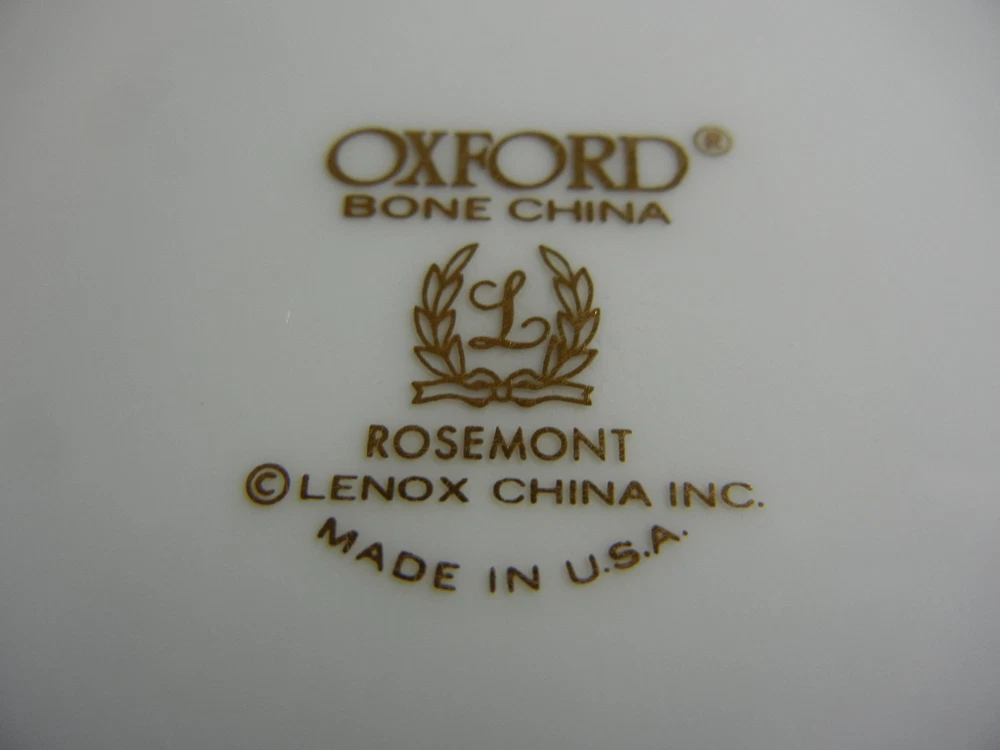 OXFORD®
BONE CHINA
L
ROSEMONT
© LENOX CHINA INC.
MADE IN U.S.A.